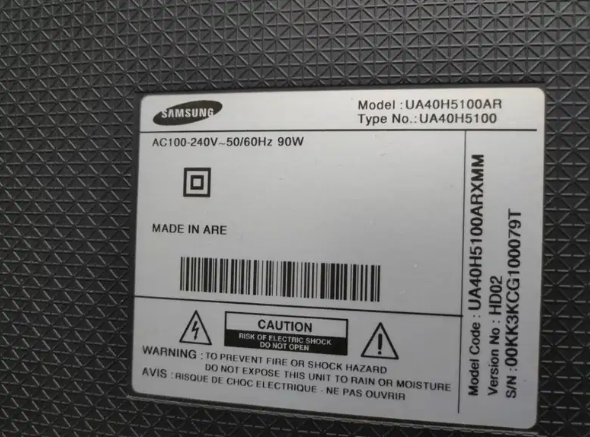 SAMSUNG
Model : UA40H5100AR
Type No.: UA40H5100
AC100-240V~50/60Hz 90W
MADE IN ARE
CAUTION
RISK OF ELECTRIC SHOCK
DO NOT OPEN
WARNING : TO PREVENT FIRE OR SHOCK HAZARD
DO NOT EXPOSE THIS UNIT TO RAIN OR MOISTURE
AVIS : RISQUE DE CHOC ELECTRIQUE - NE PAS OUVRIR
Model Code : UA40H5100ARXMM
Version No : HD02
S/N : 00KK3KCG100079T